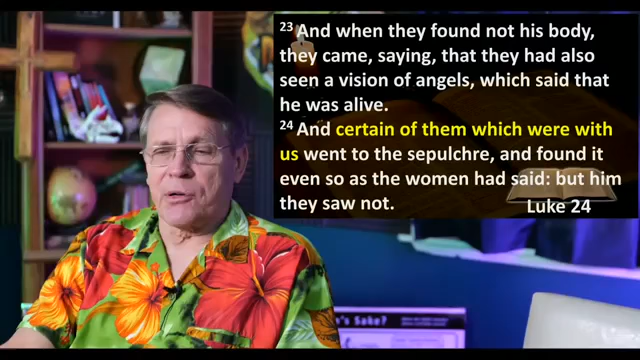 23 And when they found not his body,
they came, saying, that they had also
seen a vision of angels, which said that
he was alive.
24 And certain of them which were with
us went to the sepulchre, and found it
even so as the women had said: but him
they saw not.
Luke 24
's Sake?